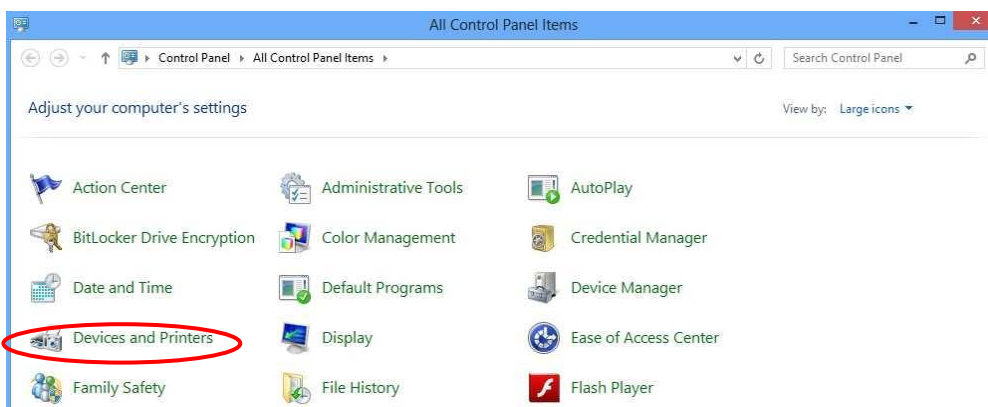 All Control Panel Items
Control Panel All Control Panel Items Search Control Panel
Adjust your computer's settings View by: Large icons
Action Center Administrative Tools AutoPlay
BitLocker Drive Encryption Color Management Credential Manager
Date and Time Default Programs Device Manager
Devices and Printers Display Ease of Access Center
Family Safety File History Flash Player